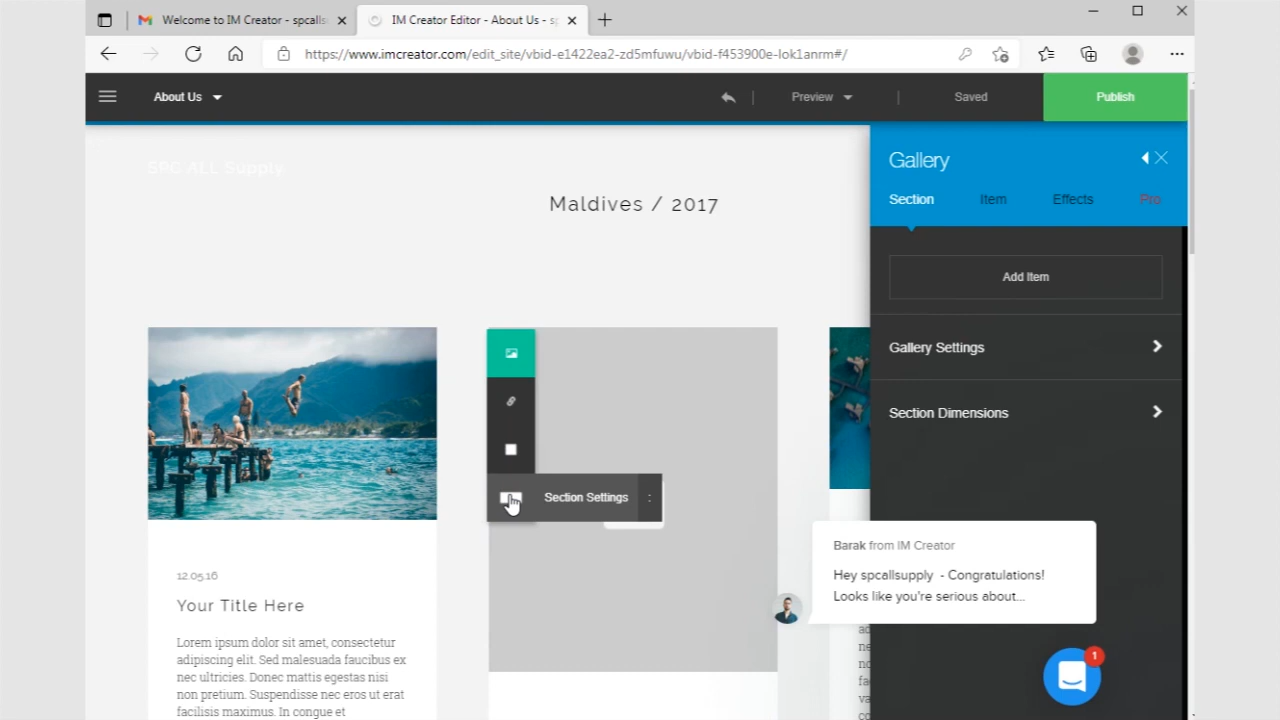 Welcome to IM Creator - spcalls
IM Creator Editor - About Us - sp
https://www.imcreator.com/edit_site/vbid-e1422ea2-zd5mfuwu/vbid-f453900e-lok1anrm#/
About Us
Preview
Saved
Publish
SPG ALL Supply
Maldives / 2017
Gallery
Section
Item
Effects
Pro
Add Item
Gallery Settings
Section Dimensions
Section Settings
12.05.16
Your Title Here
Lorem ipsum dolor sit amet, consectetur
adipiscing elit. Sed malesuada faucibus ex
nec ultricies. Donec mattis egestas nisi
non pretium. Suspendisse nec eros ut erat
facilisis maximus. In congue et
Barak from IM Creator
Hey spcallsupply - Congratulations!
Looks like you're serious about...
1